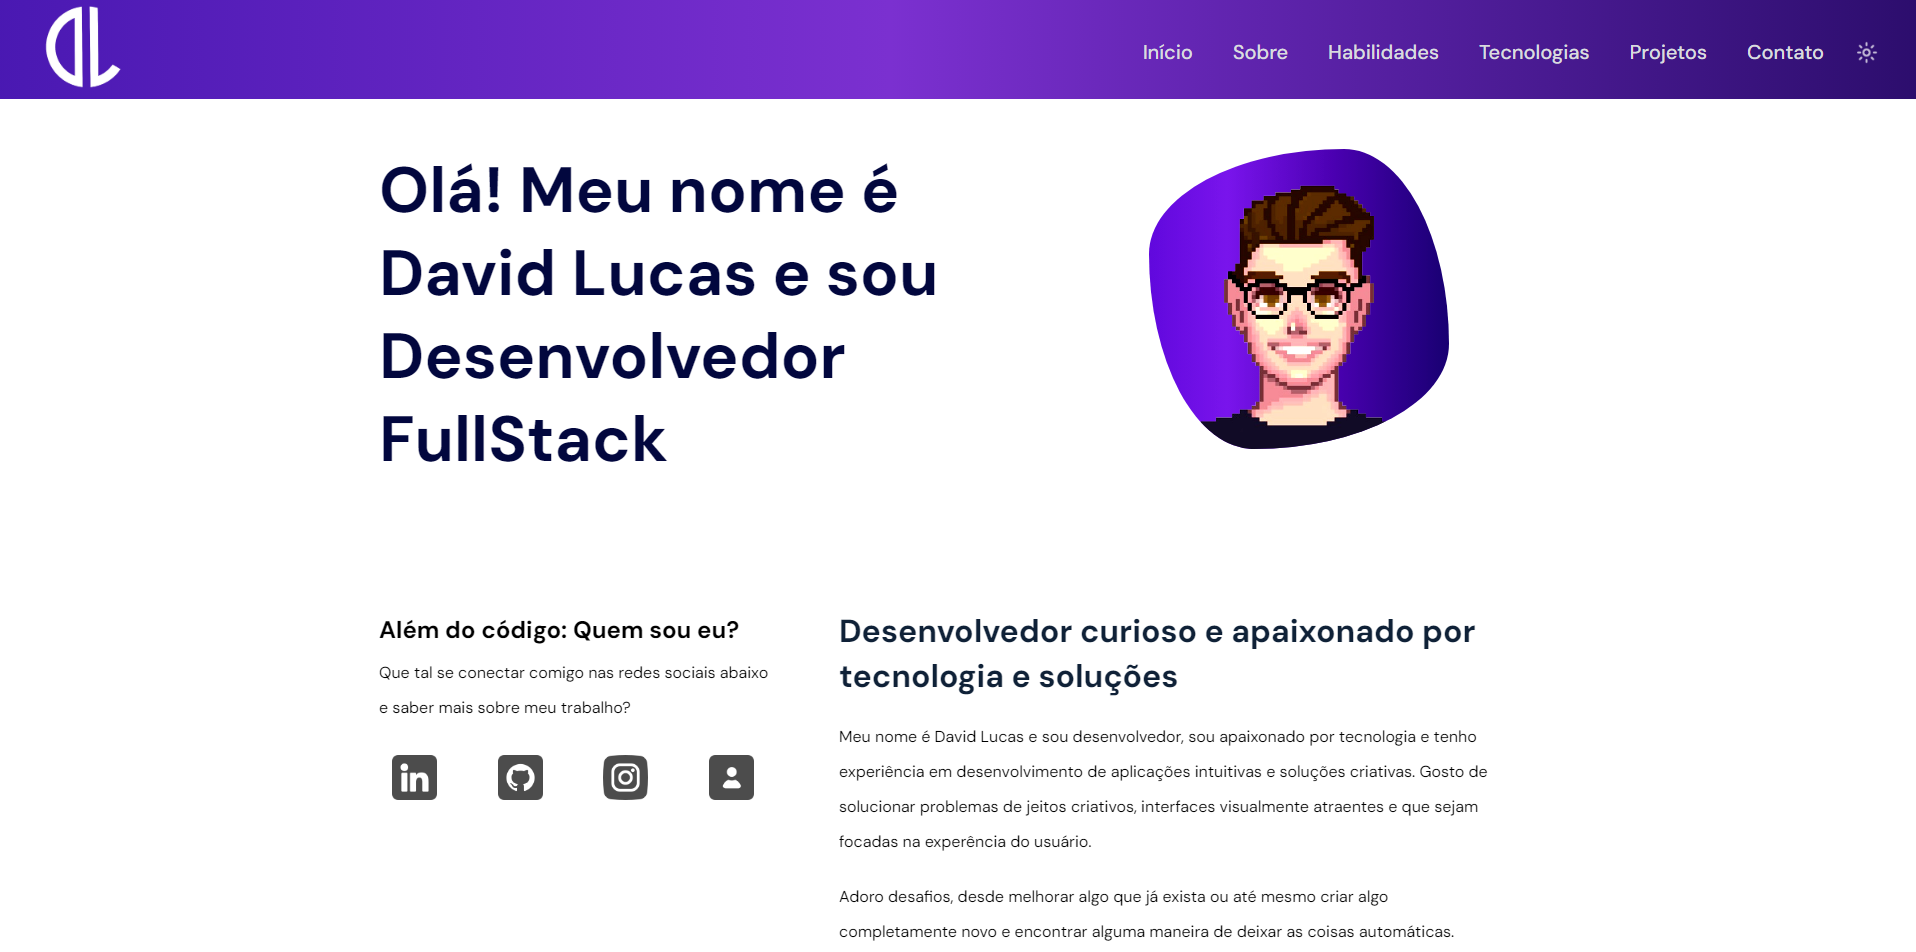 DL
Início Sobre Habilidades Tecnologias Projetos Contato
Olá! Meu nome é
David Lucas e sou
Desenvolvedor
FullStack
Além do código: Quem sou eu?
Que tal se conectar comigo nas redes sociais abaixo
e saber mais sobre meu trabalho?
in
Desenvolvedor curioso e apaixonado por
tecnologia e soluções
Meu nome é David Lucas e sou desenvolvedor, sou apaixonado por tecnologia e tenho
experiência em desenvolvimento de aplicações intuitivas e soluções criativas. Gosto de
solucionar problemas de jeitos criativos, interfaces visualmente atraentes e que sejam
focadas na experência do usuário.
Adoro desafios, desde melhorar algo que já exista ou até mesmo criar algo
completamente novo e encontrar alguma maneira de deixar as coisas automáticas.